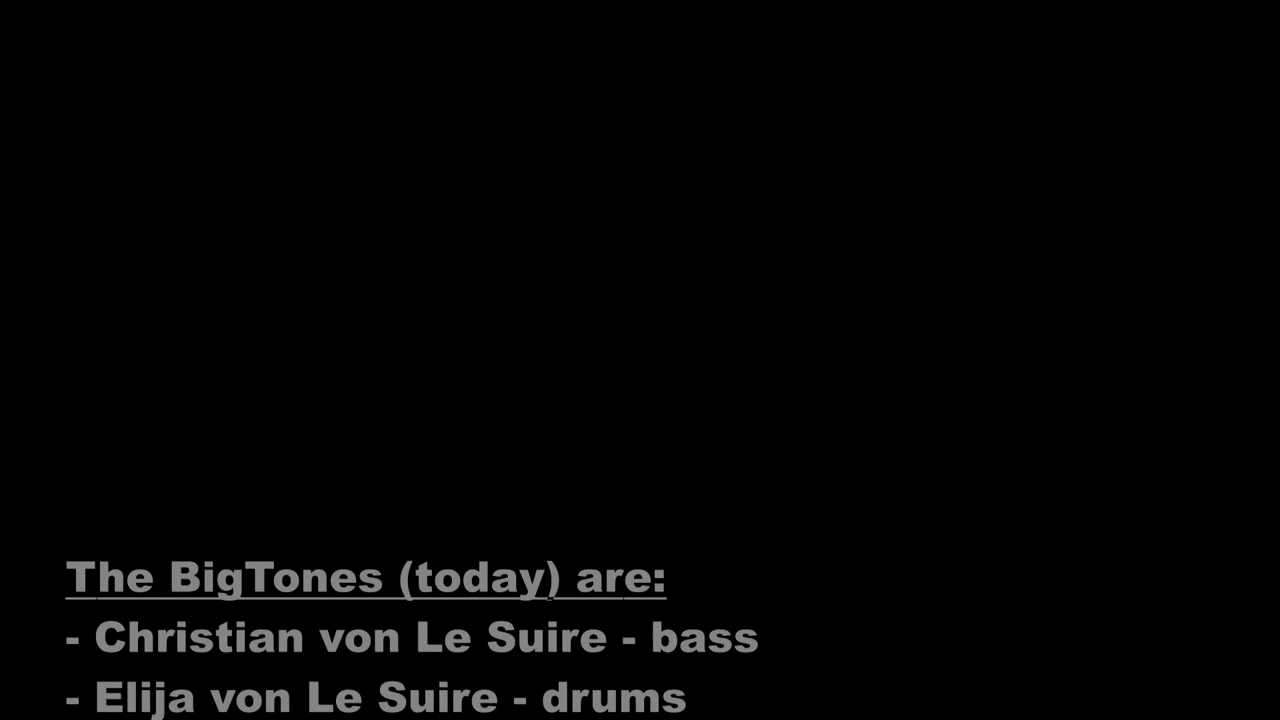 The BigTones (today) are:
- Christian von Le Suire - bass
- Elija von Le Suire - drums